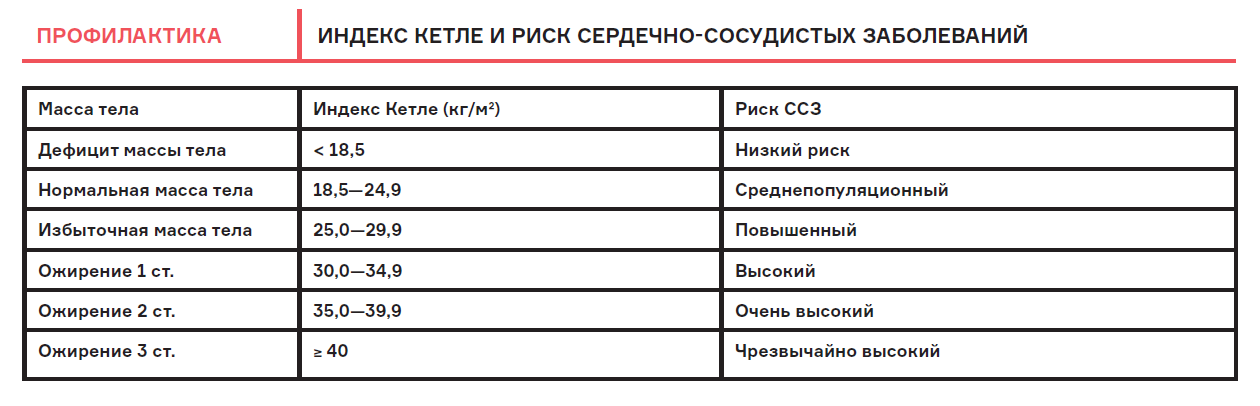 ПРОФИЛАКТИКА ИНДЕКС КЕТЛЕ И РИСК СЕРДЕЧНО-СОСУДИСТЫХ ЗАБОЛЕВАНИЙ
Масса тела Индекс Кетле (кг/м²) Риск ССЗ
Дефицит массы тела < 18,5 Низкий риск
Нормальная масса тела 18,5—24,9 Среднепопуляционный
Избыточная масса тела 25,0—29,9 Повышенный
Ожирение 1 ст. 30,0—34,9 Высокий
Ожирение 2 ст. 35,0—39,9 Очень высокий
Ожирение 3 ст. ≥ 40 Чрезвычайно высокий